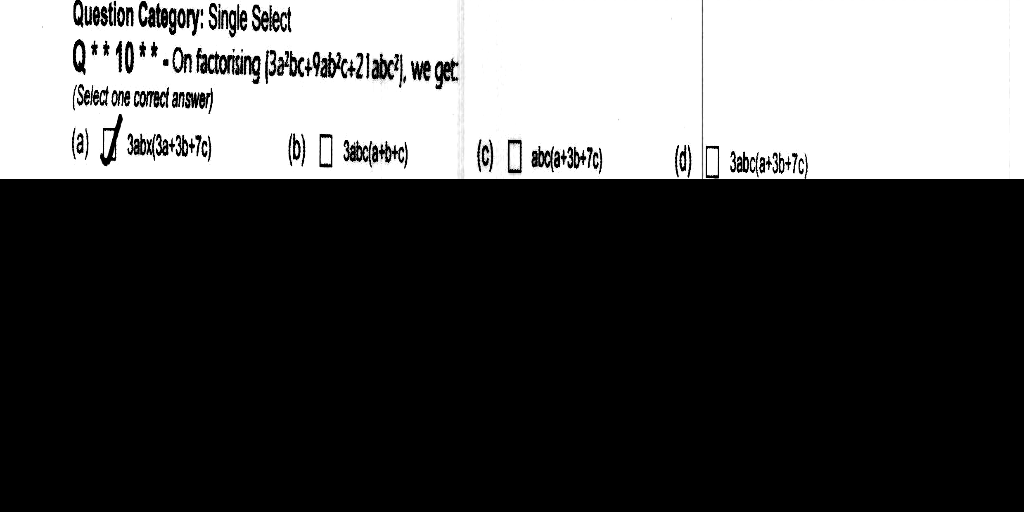 Question Category: Single Select
Q ** 10 ** - On factorising (3a²bc+9ab²c+21abc²), we get:
(Select one correct answer)
(a) 3abx(3a+3b+7c) (b) 3abc(a+b+c) (c) abc(a+3b+7c) (d) 3abc(a+3b+7c)